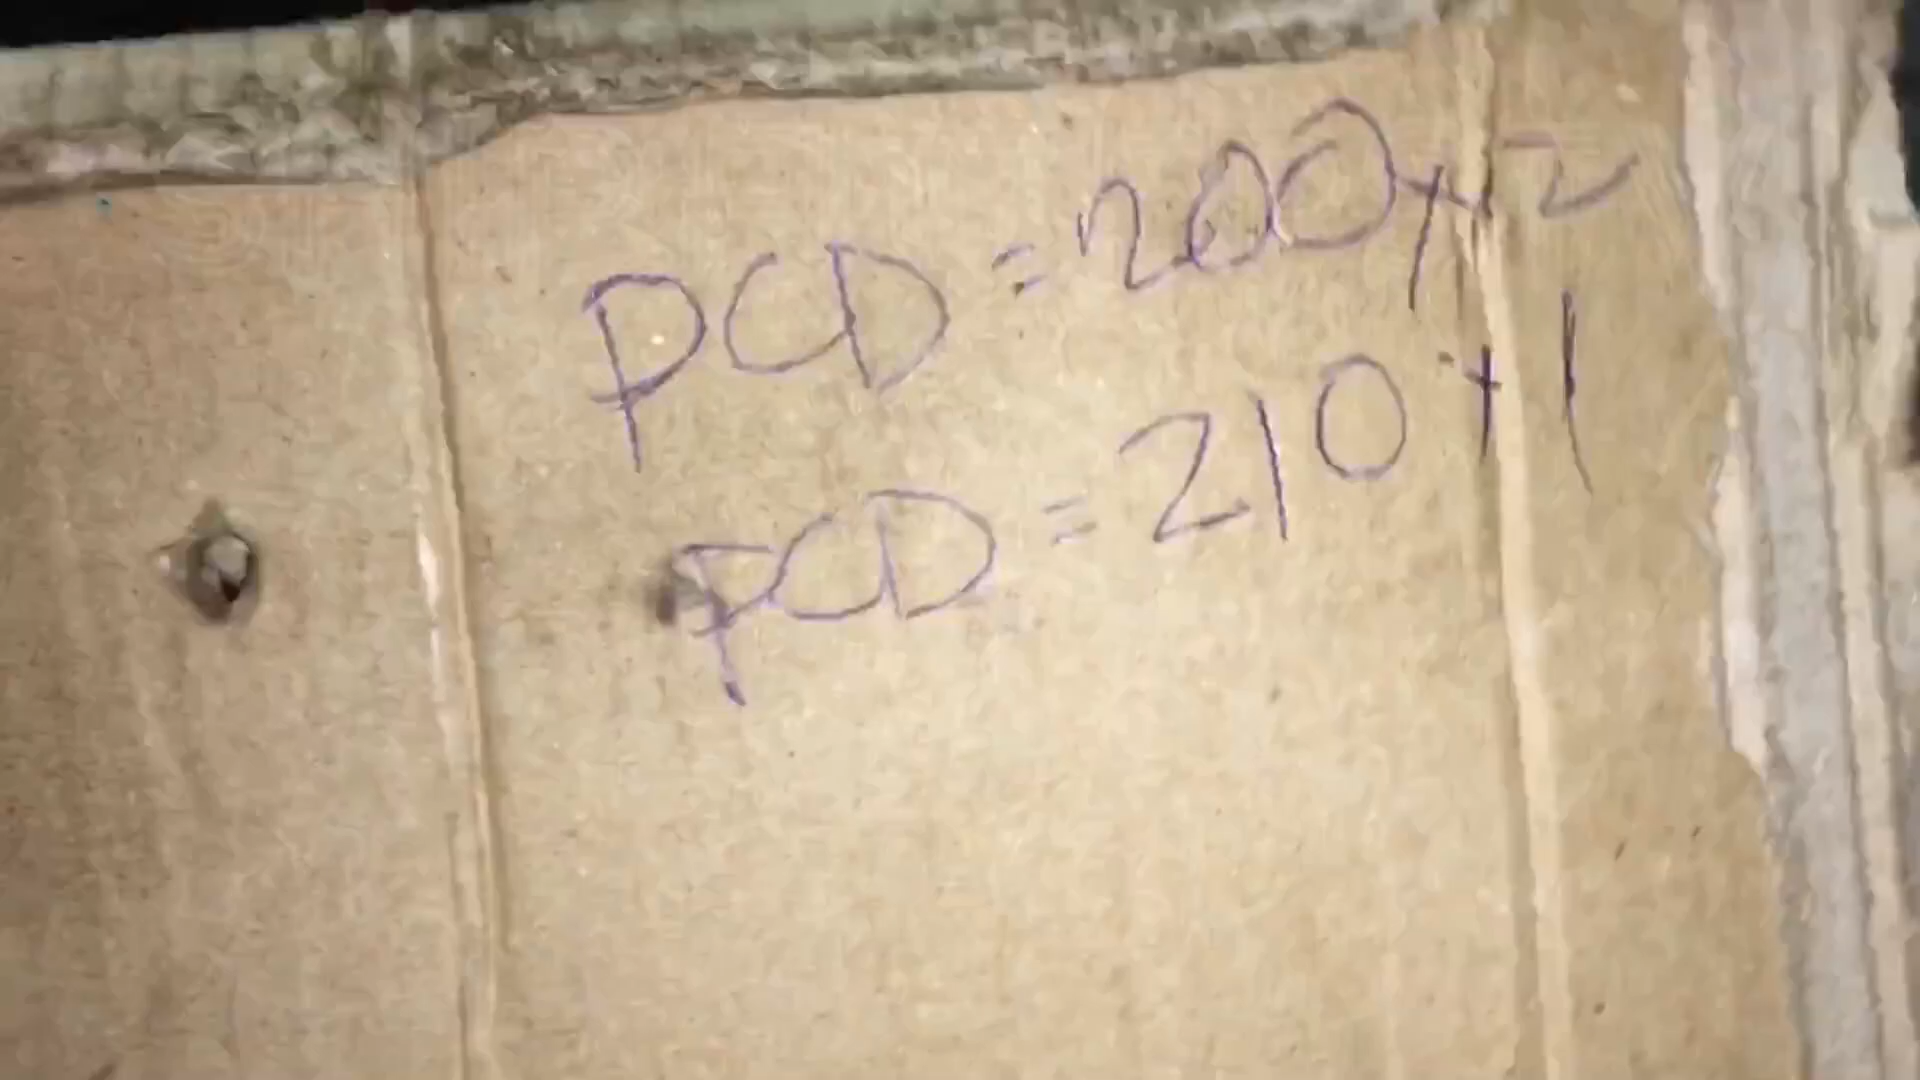 PCD = 200 + 2
PCD = 210 + 1